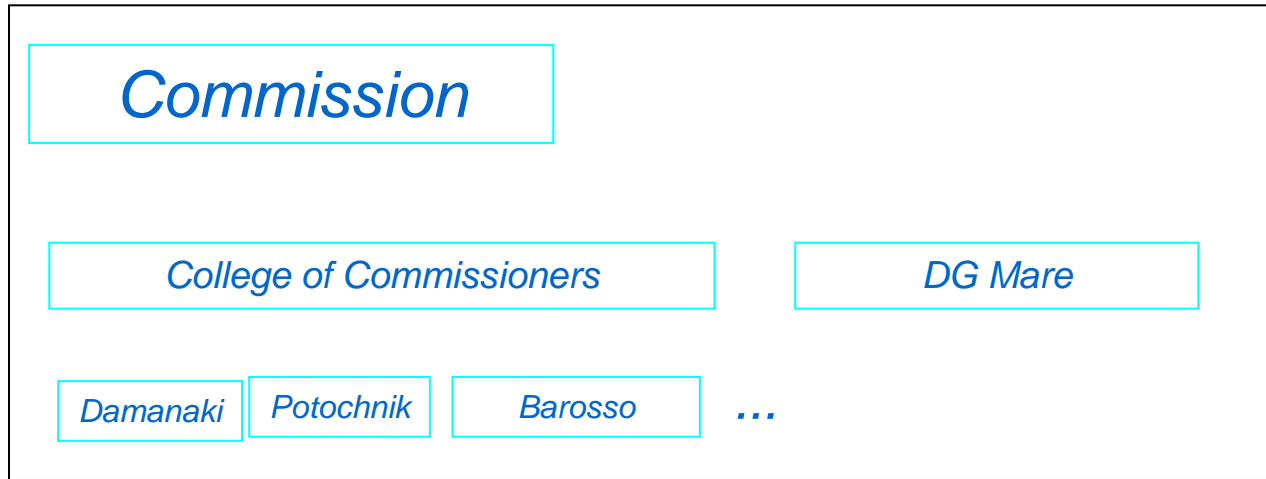 Commission
College of Commissioners
DG Mare
Damanaki
Potochnik
Barosso
...